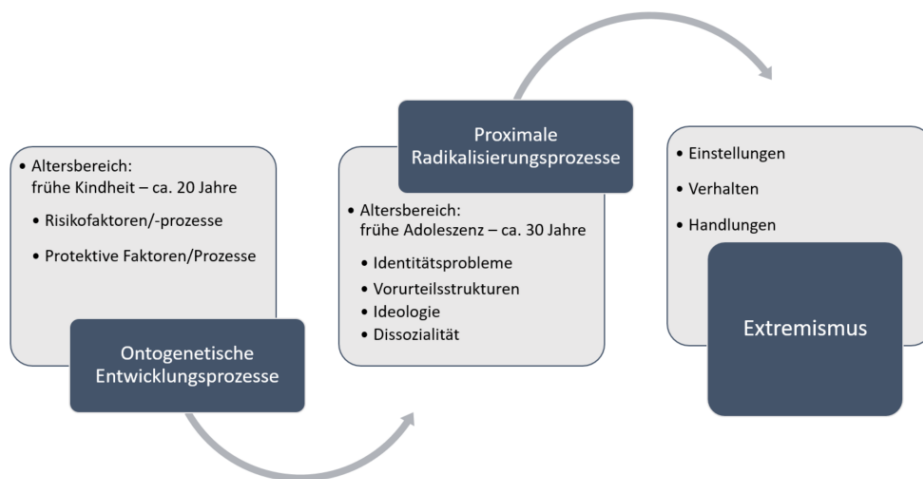 • Altersbereich:
frühe Kindheit – ca. 20 Jahre
• Risikofaktoren/-prozesse
• Protektive Faktoren/Prozesse
Ontogenetische
Entwicklungsprozesse
Proximale
Radikalisierungsprozesse
• Altersbereich:
frühe Adoleszenz – ca. 30 Jahre
• Identitätsprobleme
• Vorurteilsstrukturen
• Ideologie
• Dissozialität
• Einstellungen
• Verhalten
• Handlungen
Extremismus